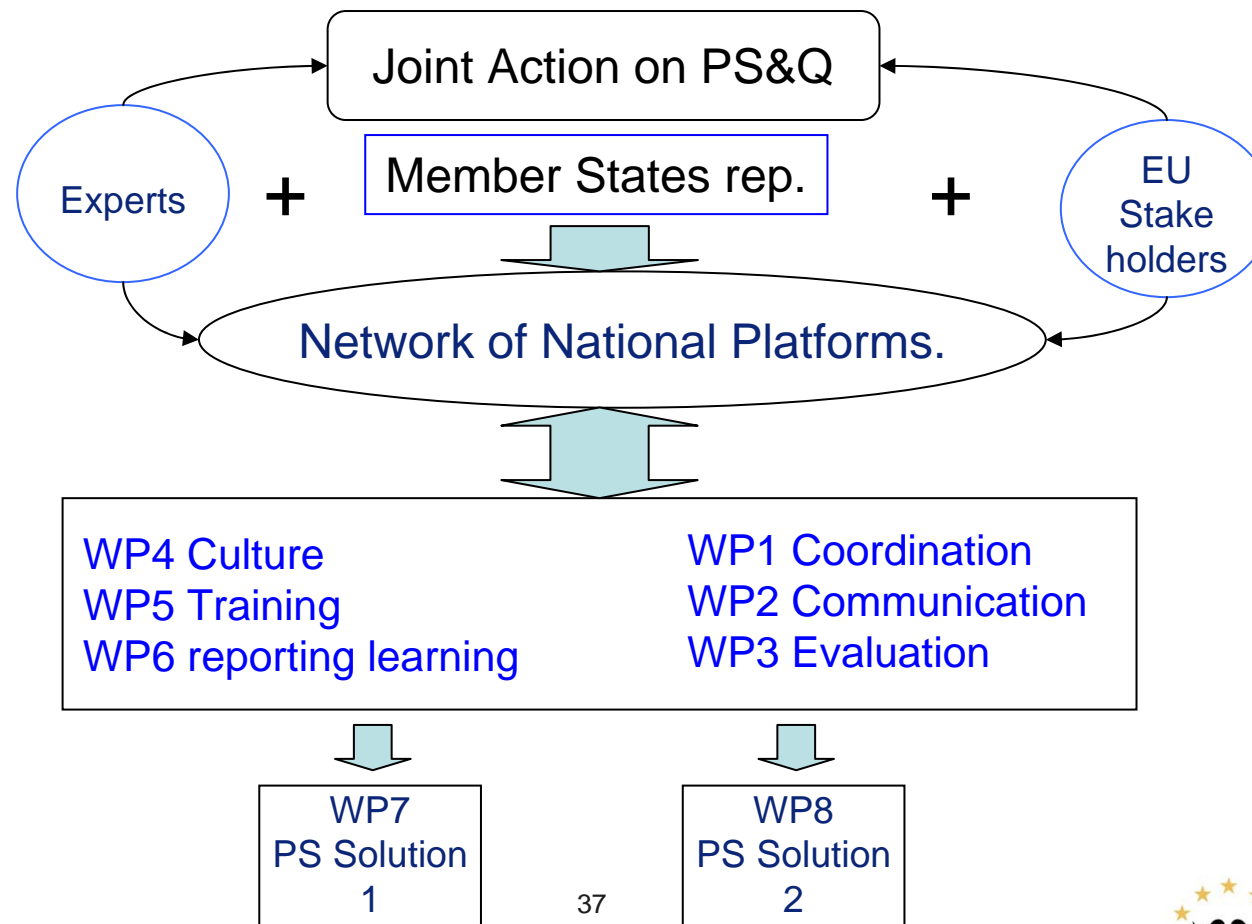 Joint Action on PS&Q
Experts
+
Member States rep.
+
EU
Stake
holders
Network of National Platforms.
WP4 Culture
WP5 Training
WP6 reporting learning
WP1 Coordination
WP2 Communication
WP3 Evaluation
WP7
PS Solution
1
WP8
PS Solution
2
37